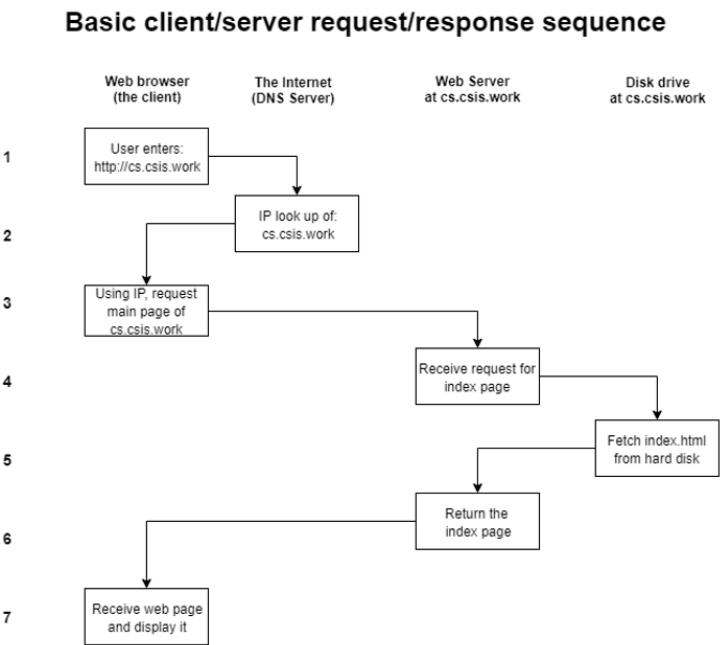 Basic client/server request/response sequence
Web browser
(the client)
The Internet
(DNS Server)
Web Server
at cs.csis.work
Disk drive
at cs.csis.work
1
User enters:
http://cs.csis.work
2
IP look up of:
cs.csis.work
3
Using IP, request
main page of
cs.csis.work
4
Receive request for
index page
5
Fetch index.html
from hard disk
6
Return the
index page
7
Receive web page
and display it